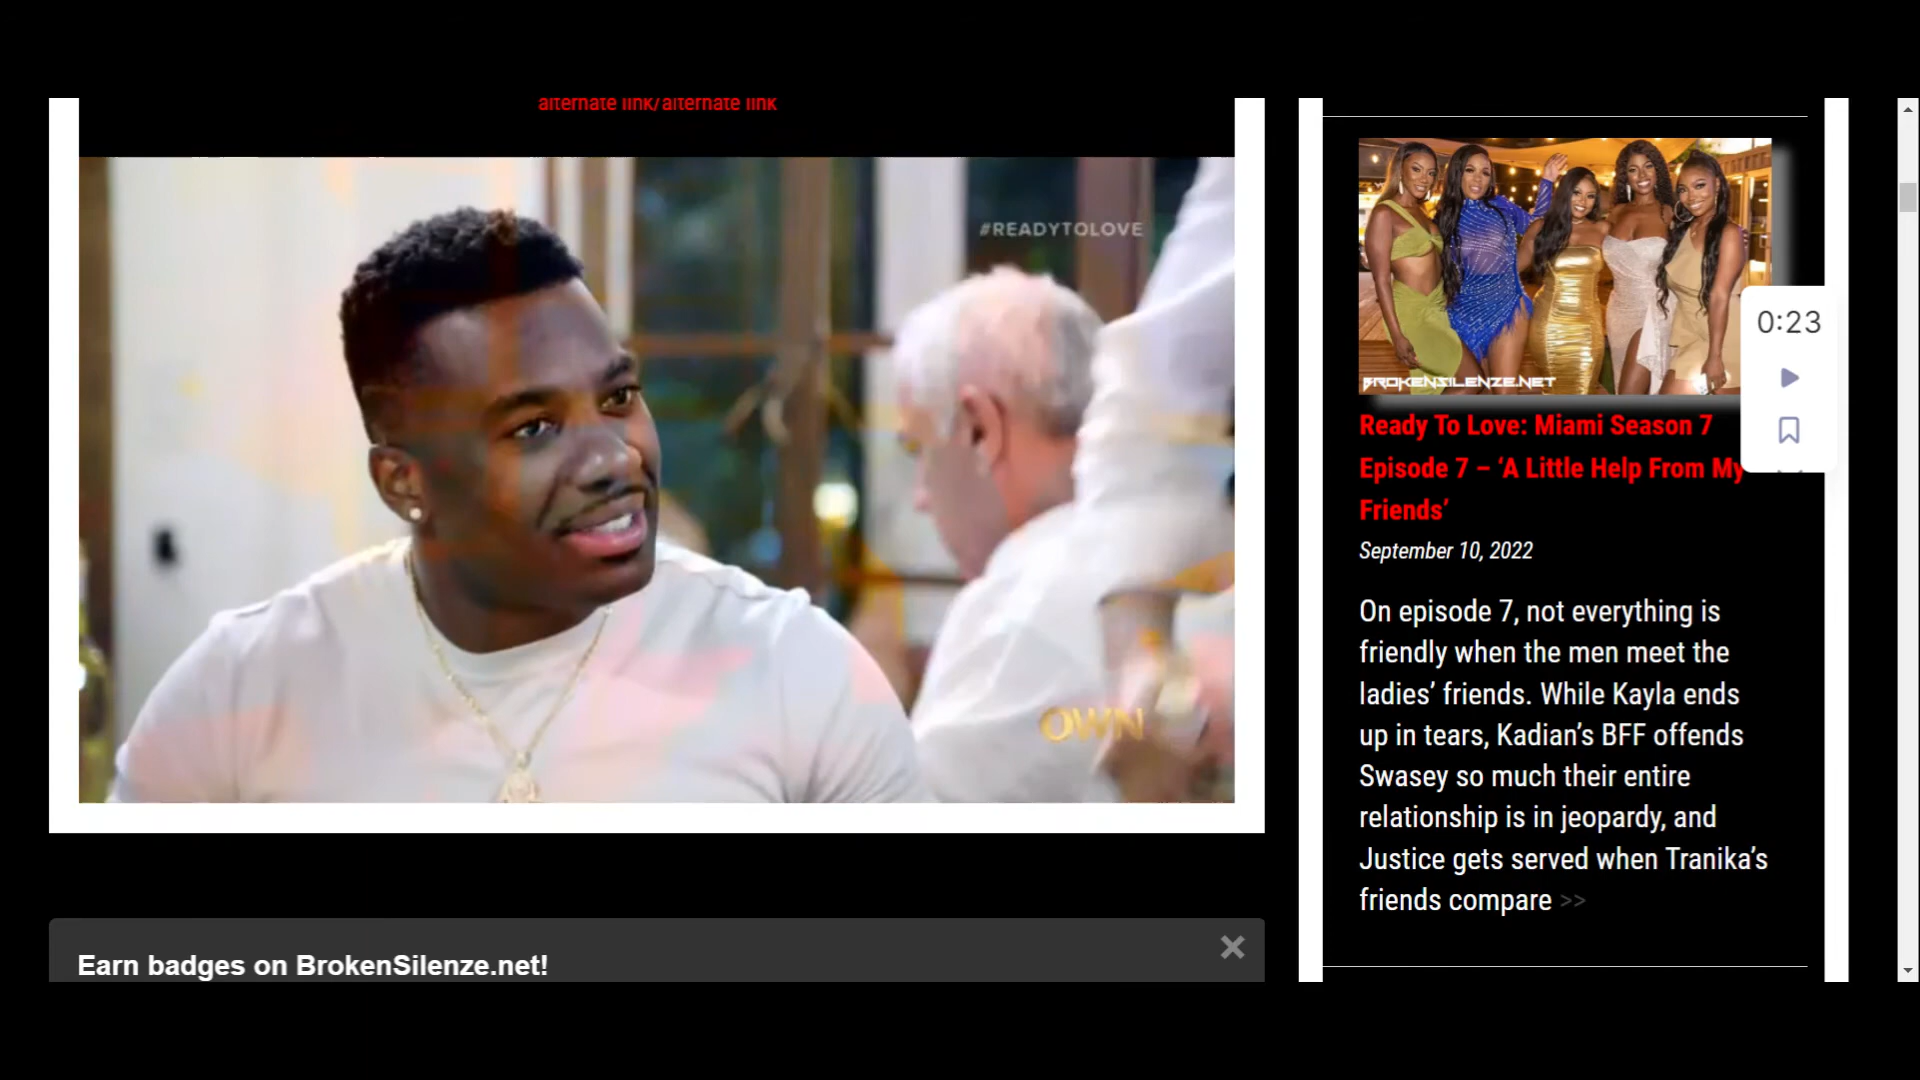 alternate link/alternate link
#READYTOLOVE
OWN
Earn badges on BrokenSilenze.net!
BROKENSILENZE.NET
Ready To Love: Miami Season 7
Episode 7 – ‘A Little Help From My
Friends’
September 10, 2022
On episode 7, not everything is
friendly when the men meet the
ladies’ friends. While Kayla ends
up in tears, Kadian’s BFF offends
Swasey so much their entire
relationship is in jeopardy, and
Justice gets served when Tranika’s
friends compare >>
0:23